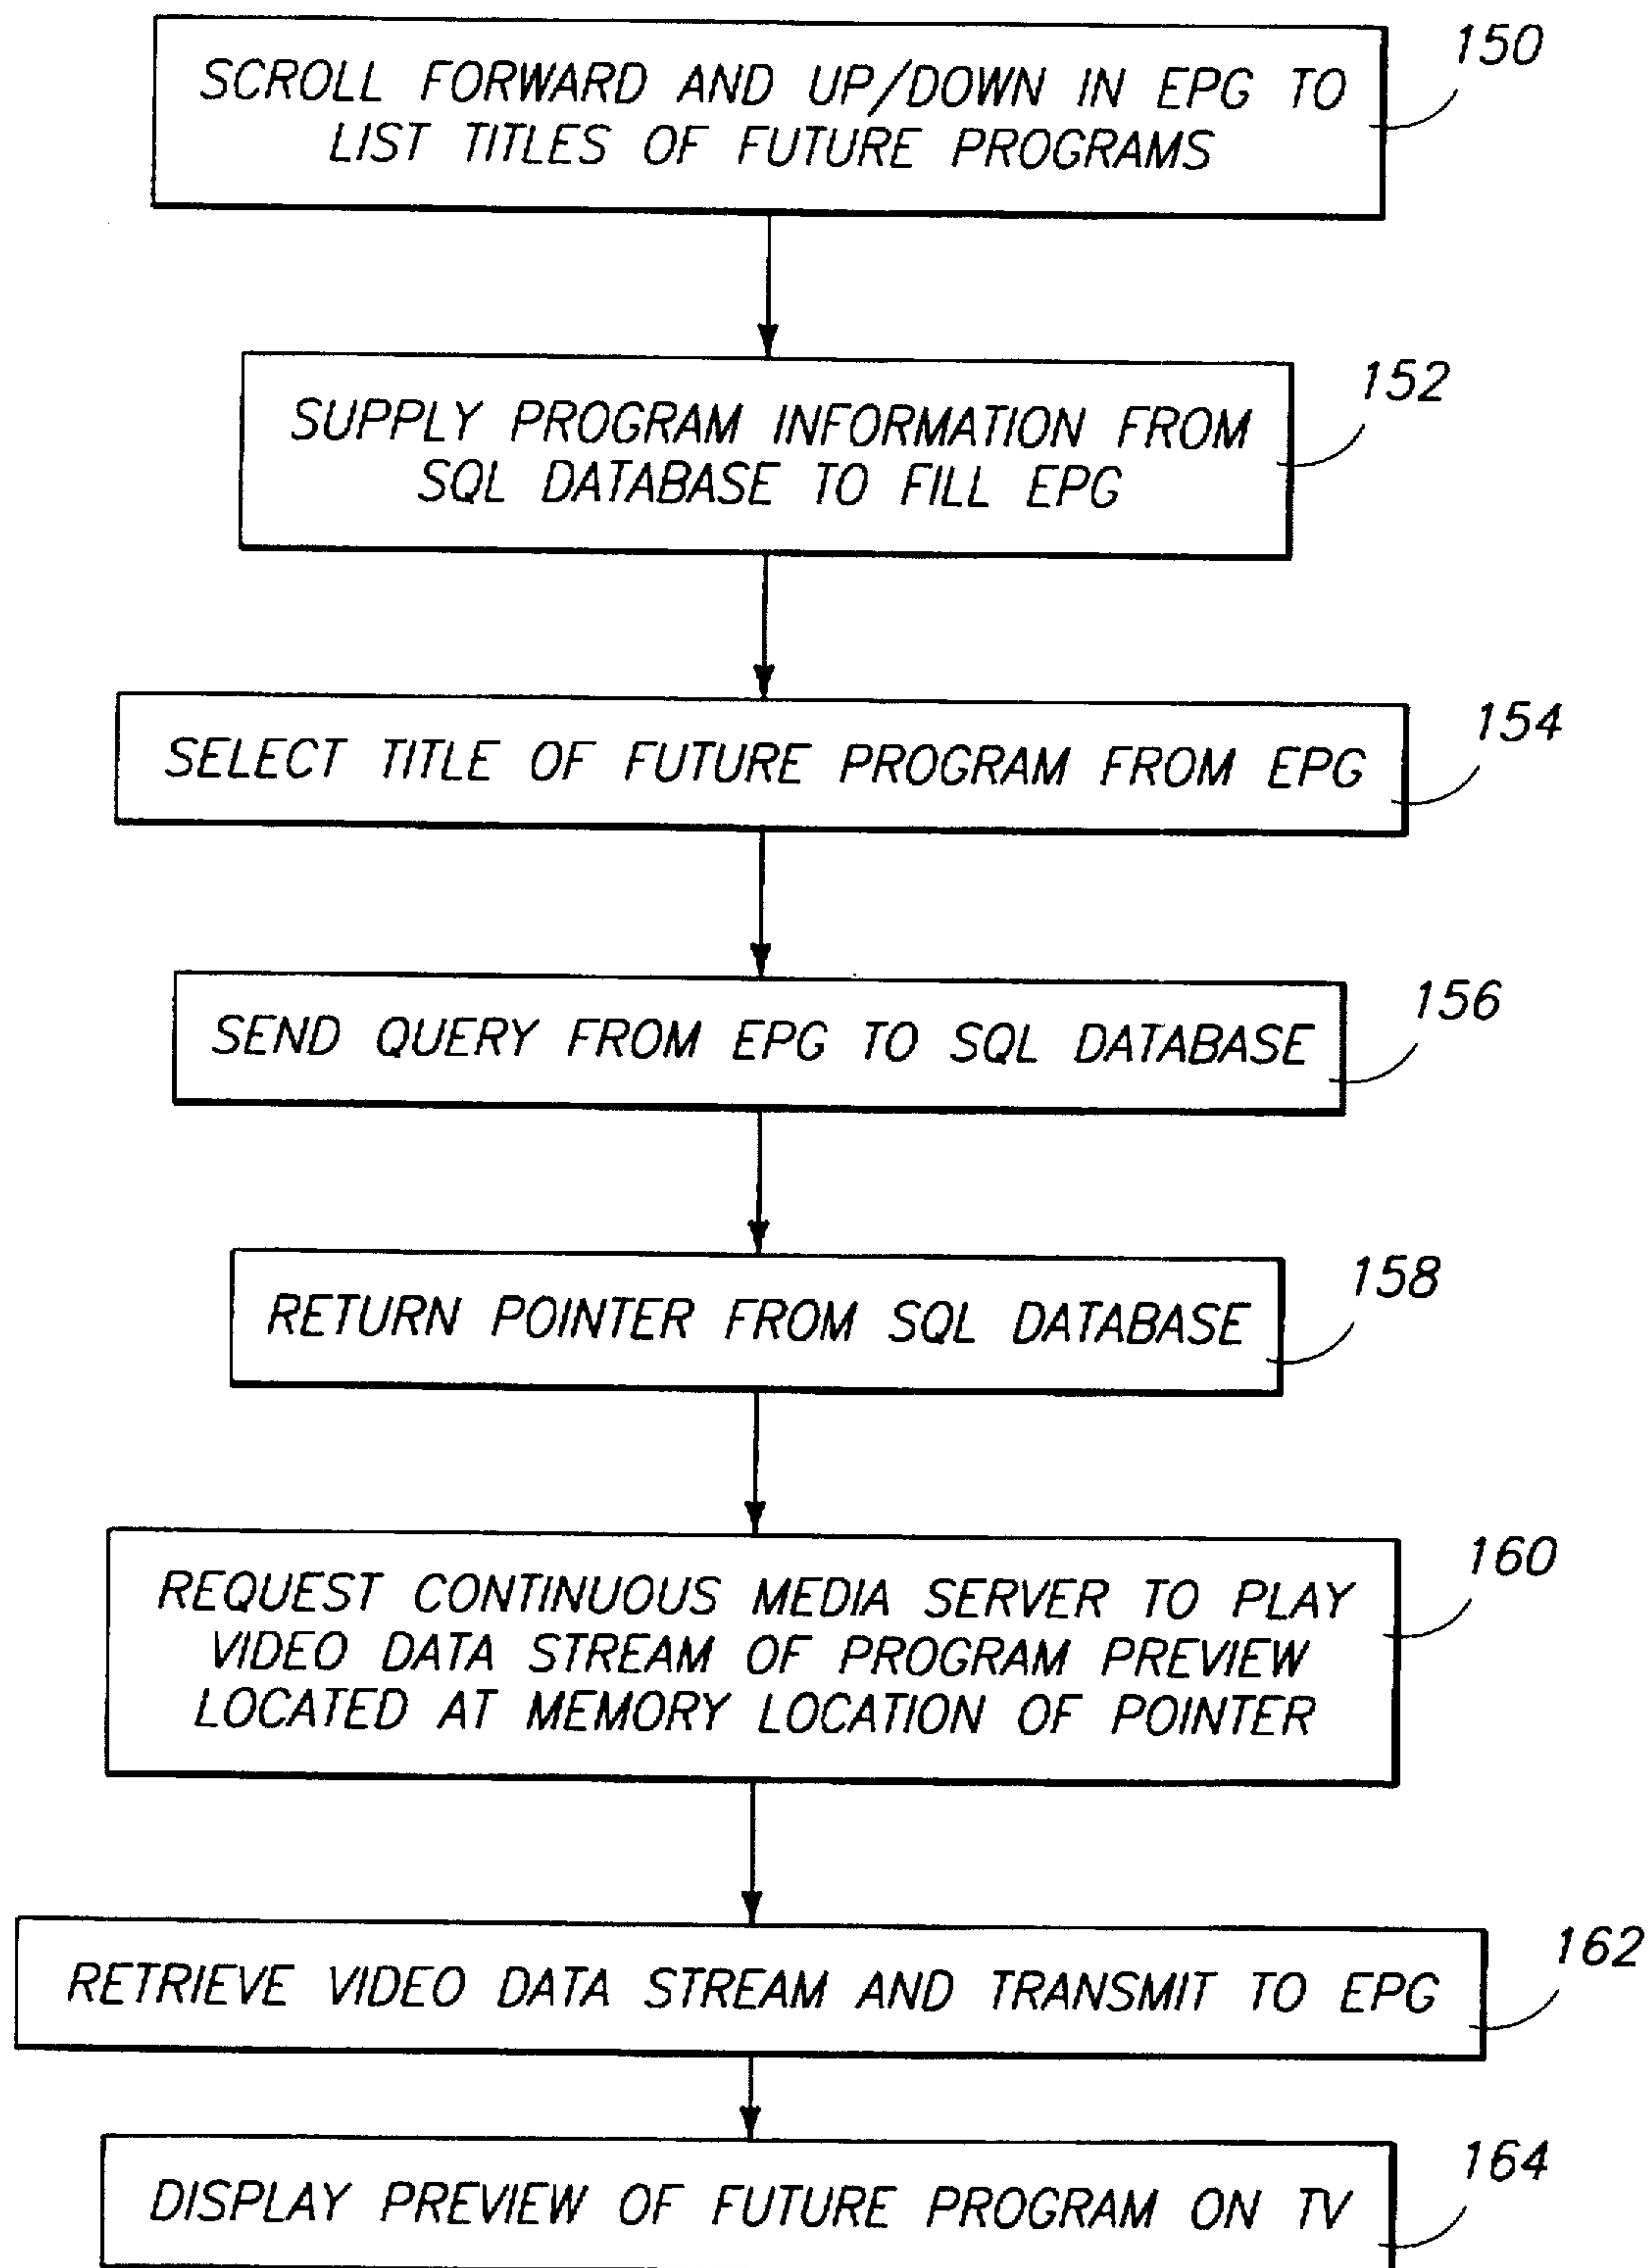 150
SCROLL FORWARD AND UP/DOWN IN EPG TO
LIST TITLES OF FUTURE PROGRAMS
152
SUPPLY PROGRAM INFORMATION FROM
SQL DATABASE TO FILL EPG
154
SELECT TITLE OF FUTURE PROGRAM FROM EPG
156
SEND QUERY FROM EPG TO SQL DATABASE
158
RETURN POINTER FROM SQL DATABASE
160
REQUEST CONTINUOUS MEDIA SERVER TO PLAY
VIDEO DATA STREAM OF PROGRAM PREVIEW
LOCATED AT MEMORY LOCATION OF POINTER
162
RETRIEVE VIDEO DATA STREAM AND TRANSMIT TO EPG
164
DISPLAY PREVIEW OF FUTURE PROGRAM ON TV